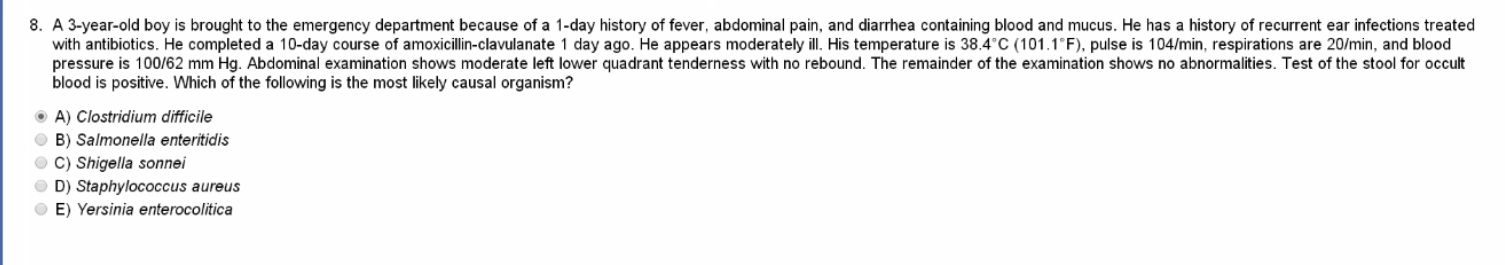 8. A 3-year-old boy is brought to the emergency department because of a 1-day history of fever, abdominal pain, and diarrhea containing blood and mucus. He has a history of recurrent ear infections treated
with antibiotics. He completed a 10-day course of amoxicillin-clavulanate 1 day ago. He appears moderately ill. His temperature is 38.4°C (101.1°F), pulse is 104/min, respirations are 20/min, and blood
pressure is 100/62 mm Hg. Abdominal examination shows moderate left lower quadrant tenderness with no rebound. The remainder of the examination shows no abnormalities. Test of the stool for occult
blood is positive. Which of the following is the most likely causal organism?
A) Clostridium difficile
B) Salmonella enteritidis
C) Shigella sonnei
D) Staphylococcus aureus
E) Yersinia enterocolitica